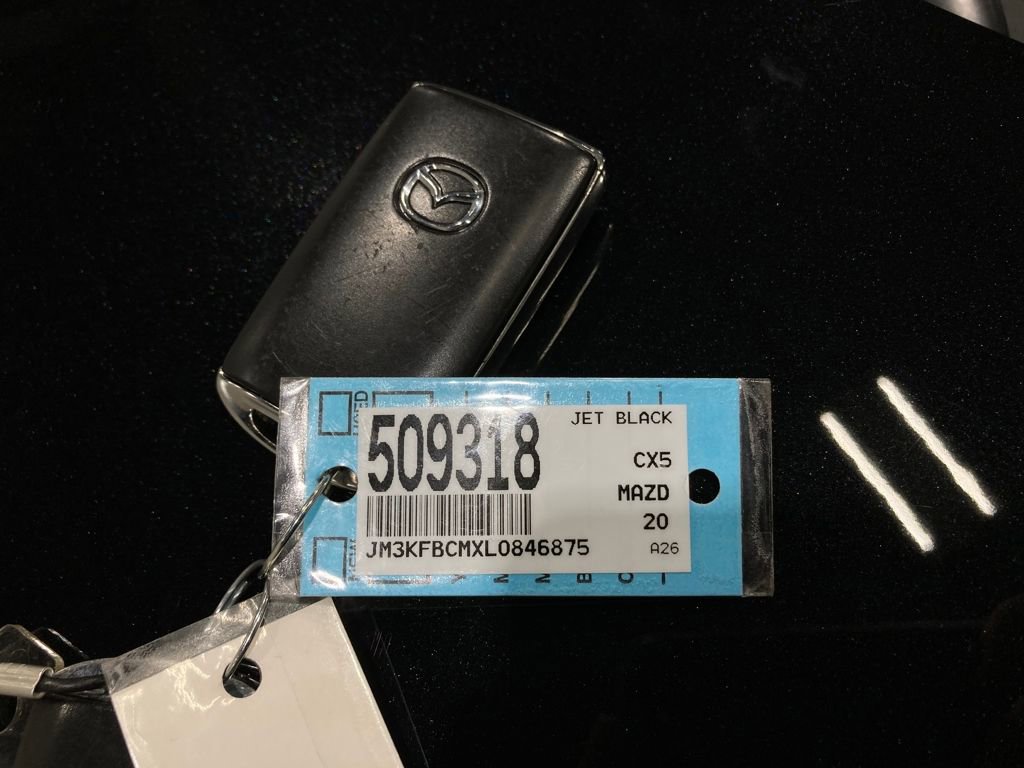 509318
JET BLACK
CX5
MAZD
20
JM3KFBCMXL0846875
A26